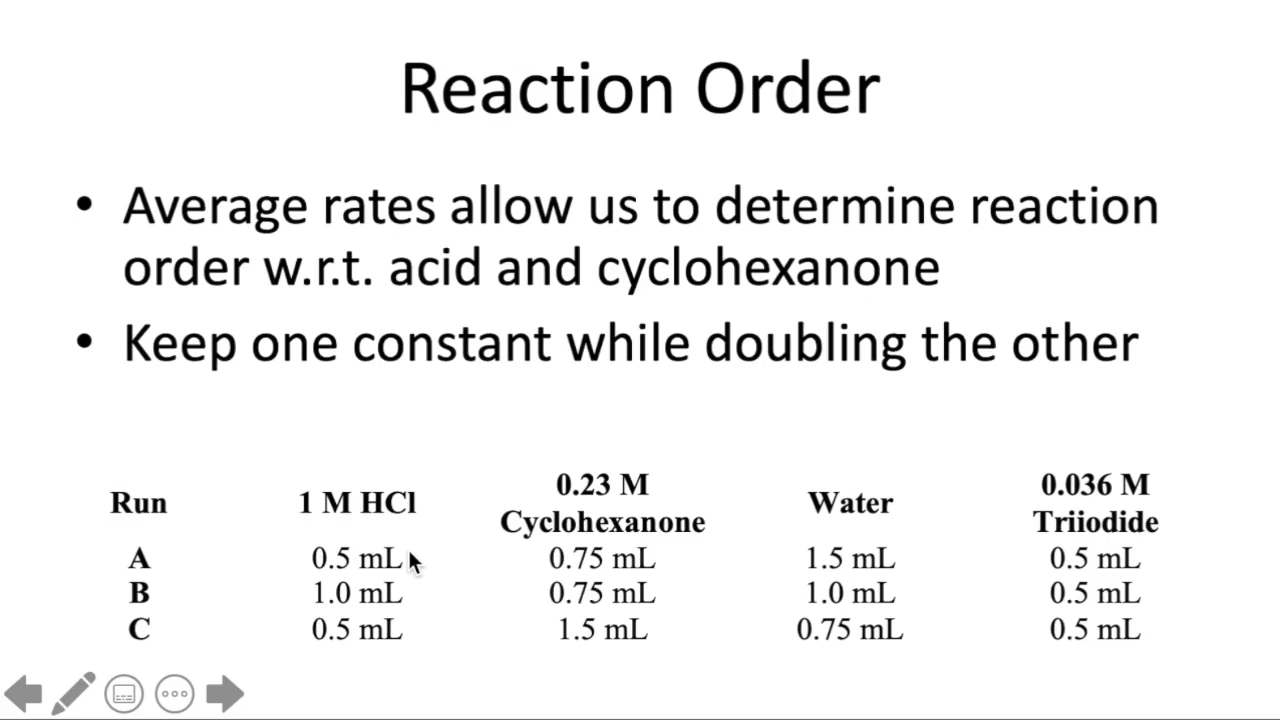 Reaction Order
• Average rates allow us to determine reaction
order w.r.t. acid and cyclohexanone
• Keep one constant while doubling the other
Run 1 M HCl 0.23 M Cyclohexanone Water 0.036 M Triiodide
A 0.5 mL 0.75 mL 1.5 mL 0.5 mL
B 1.0 mL 0.75 mL 1.0 mL 0.5 mL
C 0.5 mL 1.5 mL 0.75 mL 0.5 mL